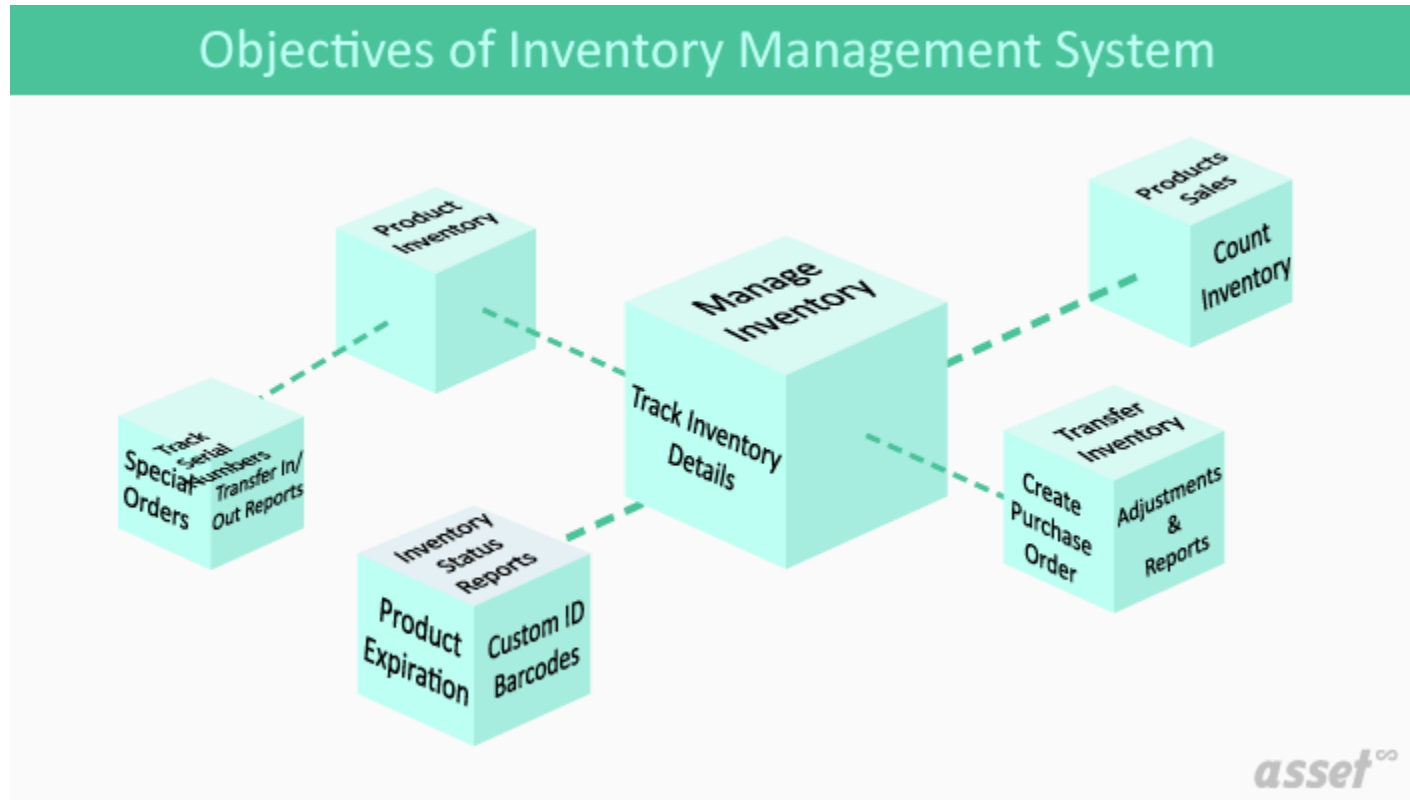 Objectives of Inventory Management System
Product
Inventory
Products
Sales
Count
Inventory
Manage
Inventory
Track Inventory
Details
Track
Serial
Numbers
Special
Orders
Transfer In/
Out Reports
Transfer
Inventory
Create
Purchase
Order
Adjustments
&
Reports
Inventory
Status
Reports
Product
Expiration
Custom ID
Barcodes
asset∞